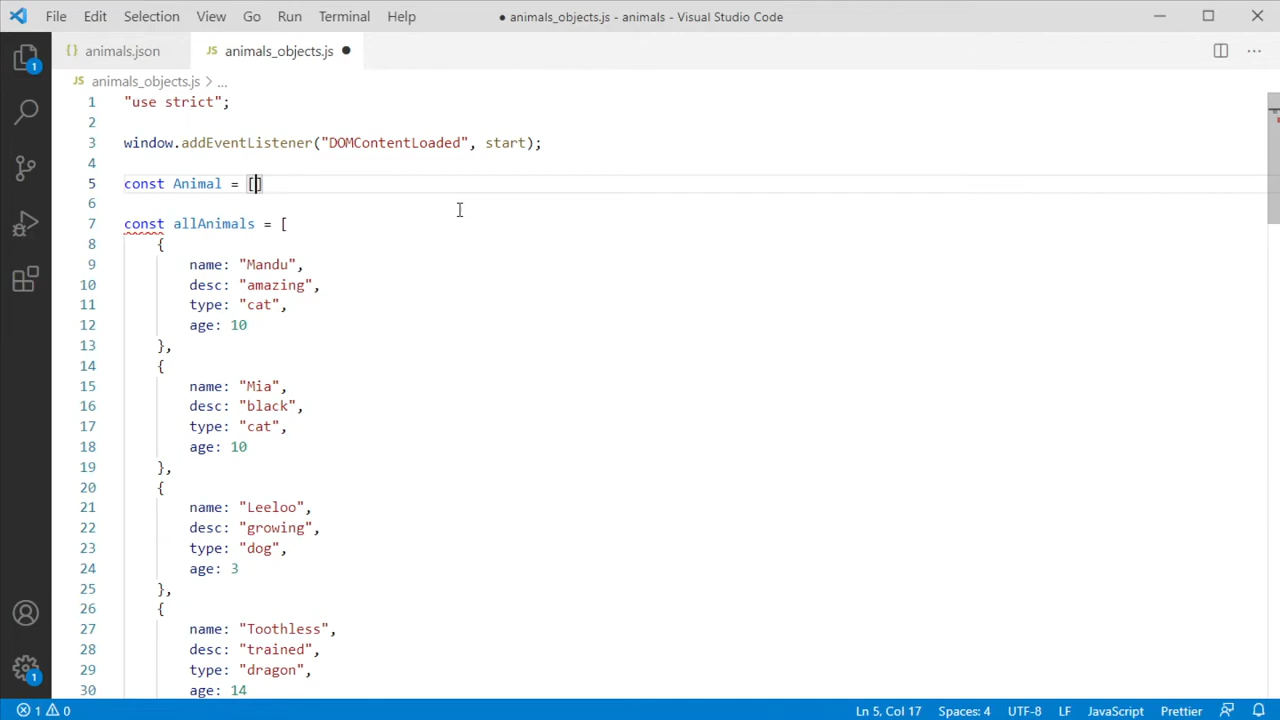 File Edit Selection View Go Run Terminal Help ● animals_objects.js - animals - Visual Studio Code
{ } animals.json JS animals_objects.js ●
JS animals_objects.js > ...
1 "use strict";
2
3 window.addEventListener("DOMContentLoaded", start);
4
5 const Animal = []
6
7 const allAnimals = [
8 {
9 name: "Mandu",
10 desc: "amazing",
11 type: "cat",
12 age: 10
13 },
14 {
15 name: "Mia",
16 desc: "black",
17 type: "cat",
18 age: 10
19 },
20 {
21 name: "Leeloo",
22 desc: "growing",
23 type: "dog",
24 age: 3
25 },
26 {
27 name: "Toothless",
28 desc: "trained",
29 type: "dragon",
30 age: 14
1
1
1 0 Ln 5, Col 17 Spaces: 4 UTF-8 LF JavaScript Prettier